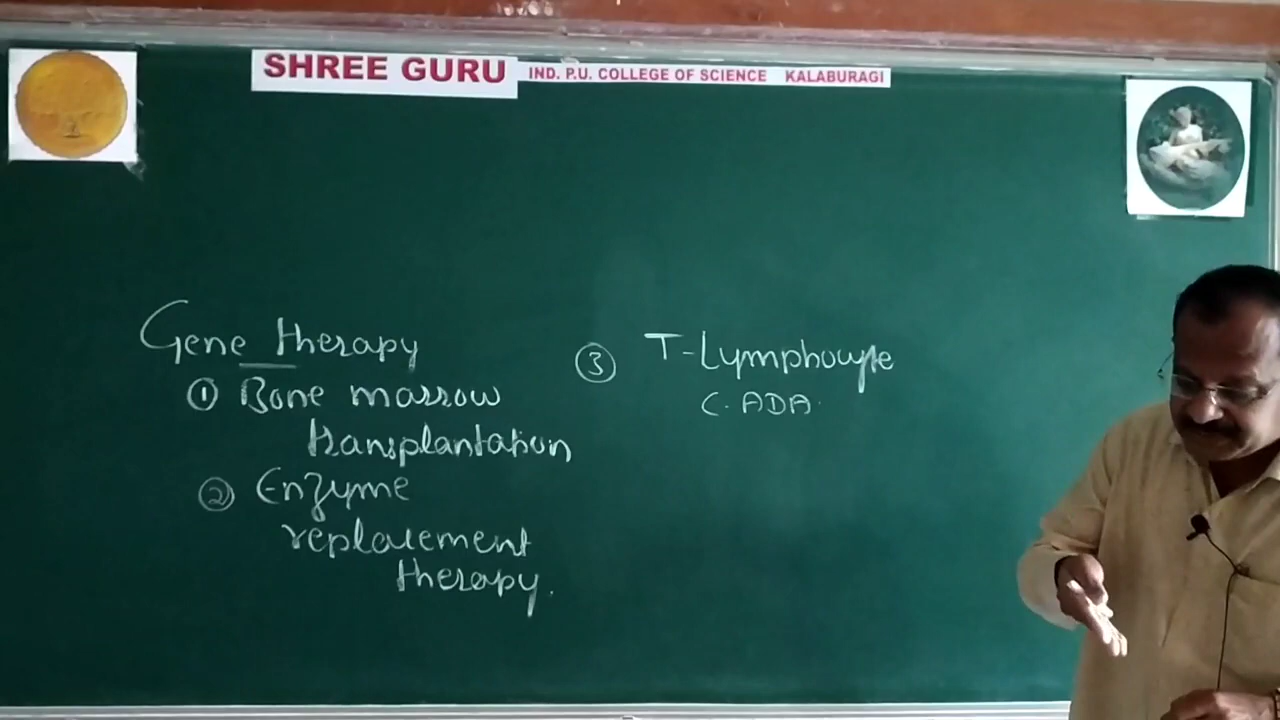 SHREE GURU IND. P.U. COLLEGE OF SCIENCE KALABURAGI
Gene therapy
① Bone marrow
transplantation
② Enzyme
replacement
therapy.
③ T-Lymphocyte
C. ADA.